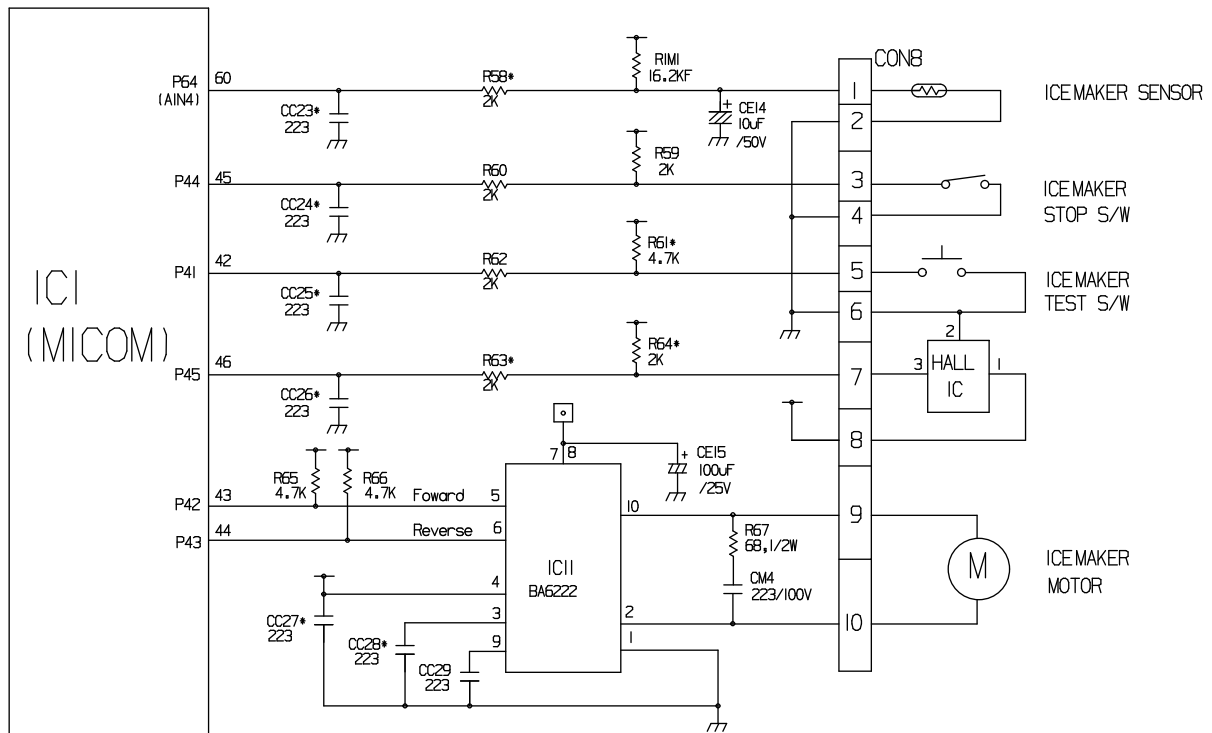 IC1
(MICOM)
P64
(AIN4)
60
CC23*
223
R58*
2K
RIM1
16.2KF
+
CE14
10uF
/50V
CON8
1
2
ICEMAKER SENSOR
P44
45
CC24*
223
R60
2K
R59
2K
3
4
ICEMAKER
STOP S/W
P41
42
CC25*
223
R62
2K
R61*
4.7K
5
6
ICEMAKER
TEST S/W
P45
46
CC26*
223
R63*
2K
R64*
2K
7
8
2
3
HALL
IC
1
7
8
+
CE15
100uF
/25V
P42
43
R65
4.7K
R66
4.7K
Foward
5
P43
44
Reverse
6
IC11
BA6222
10
4
3
9
2
1
CC27*
223
CC28*
223
CC29
223
R67
68,1/2W
CM4
223/100V
9
10
M
ICEMAKER
MOTOR